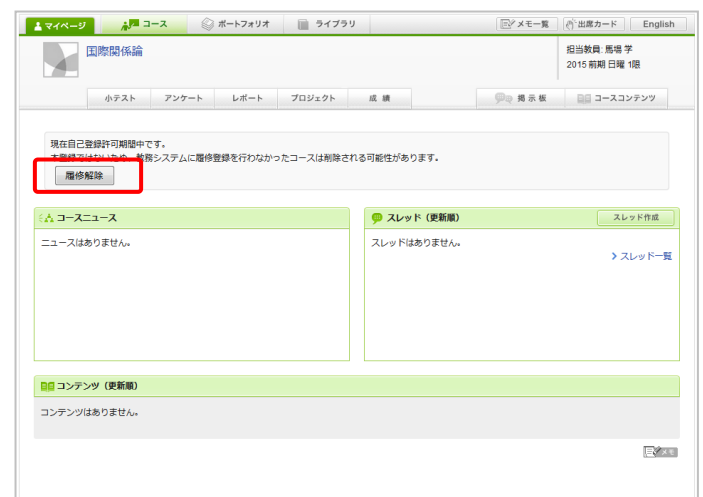 マイページ コース ポートフォリオ ライブラリ メモ一覧 出席カード English
国際関係論
担当教員: 馬場 学
2015 前期 日曜 1限
小テスト アンケート レポート プロジェクト 成 績 掲 示 板 コースコンテンツ
現在自己登録許可期間中です。
本登録ではないため、教務システムに履修登録を行わなかったコースは削除される可能性があります。
履修解除
コースニュース
ニュースはありません。
スレッド（更新順） スレッド作成
スレッドはありません。
スレッド一覧
コンテンツ（更新順）
コンテンツはありません。
メモ